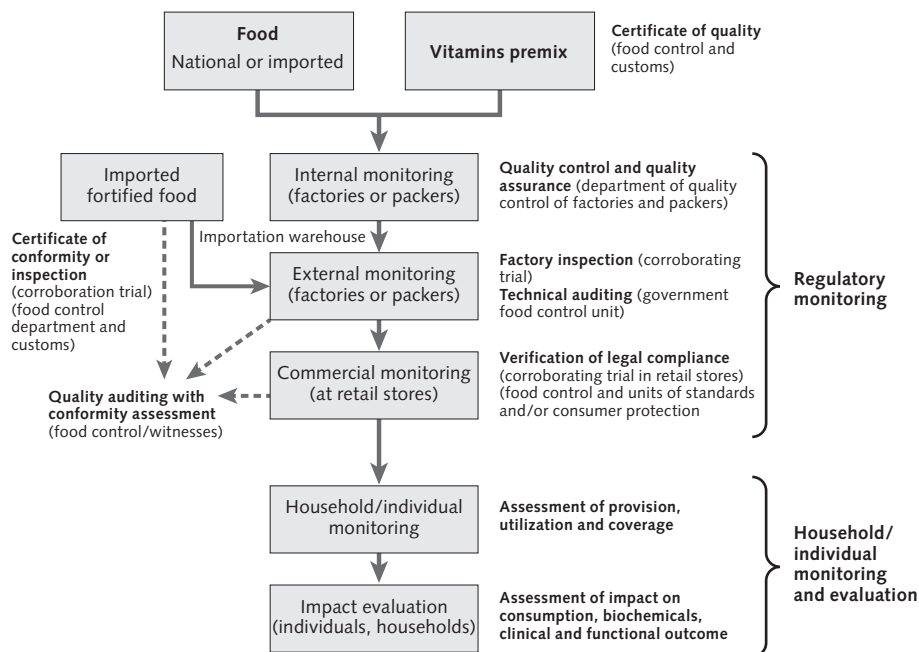 Food
National or imported
Vitamins premix
Certificate of quality
(food control and
customs)
Imported
fortified food
Internal monitoring
(factories or packers)
Quality control and quality
assurance (department of quality
control of factories and packers)
Importation warehouse
Certificate of
conformity or
inspection
(corroboration trial)
(food control
department and
customs)
External monitoring
(factories or packers)
Factory inspection (corroborating
trial)
Technical auditing (government
food control unit)
Regulatory
monitoring
Commercial monitoring
(at retail stores)
Verification of legal compliance
(corroborating trial in retail stores)
(food control and units of standards
and/or consumer protection
Quality auditing with
conformity assessment
(food control/witnesses)
Household/individual
monitoring
Assessment of provision,
utilization and coverage
Household/
individual
monitoring
and evaluation
Impact evaluation
(individuals, households)
Assessment of impact on
consumption, biochemicals,
clinical and functional outcome